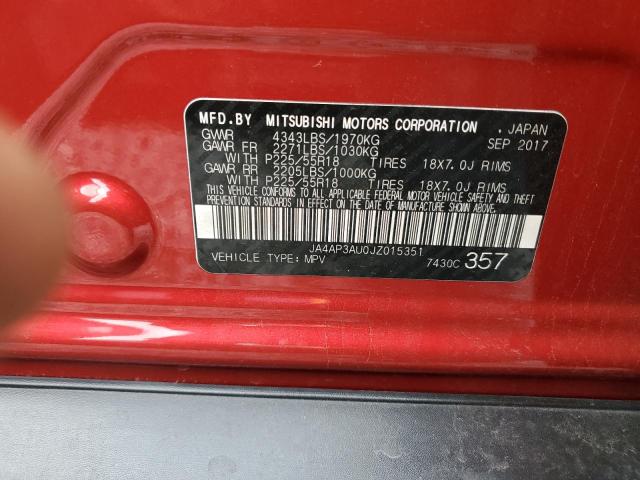 MFD.BY MITSUBISHI MOTORS CORPORATION . JAPAN
GVWR 4343LBS/1970KG SEP 2017
GAWR FR 2271LBS/1030KG
WITH P225/55R18 TIRES 18X7.0J RIMS
GAWR RR 2205LBS/1000KG
WITH P225/55R18 TIRES 18X7.0J RIMS
THIS VEHICLE CONFORMS TO ALL APPLICABLE FEDERAL MOTOR VEHICLE
SAFETY, BUMPER, AND THEFT PREVENTION STANDARDS IN EFFECT
ON THE DATE OF MANUFACTURE SHOWN ABOVE.
JA4AP3AU0JZ015351
VEHICLE TYPE: MPV 7430C 357